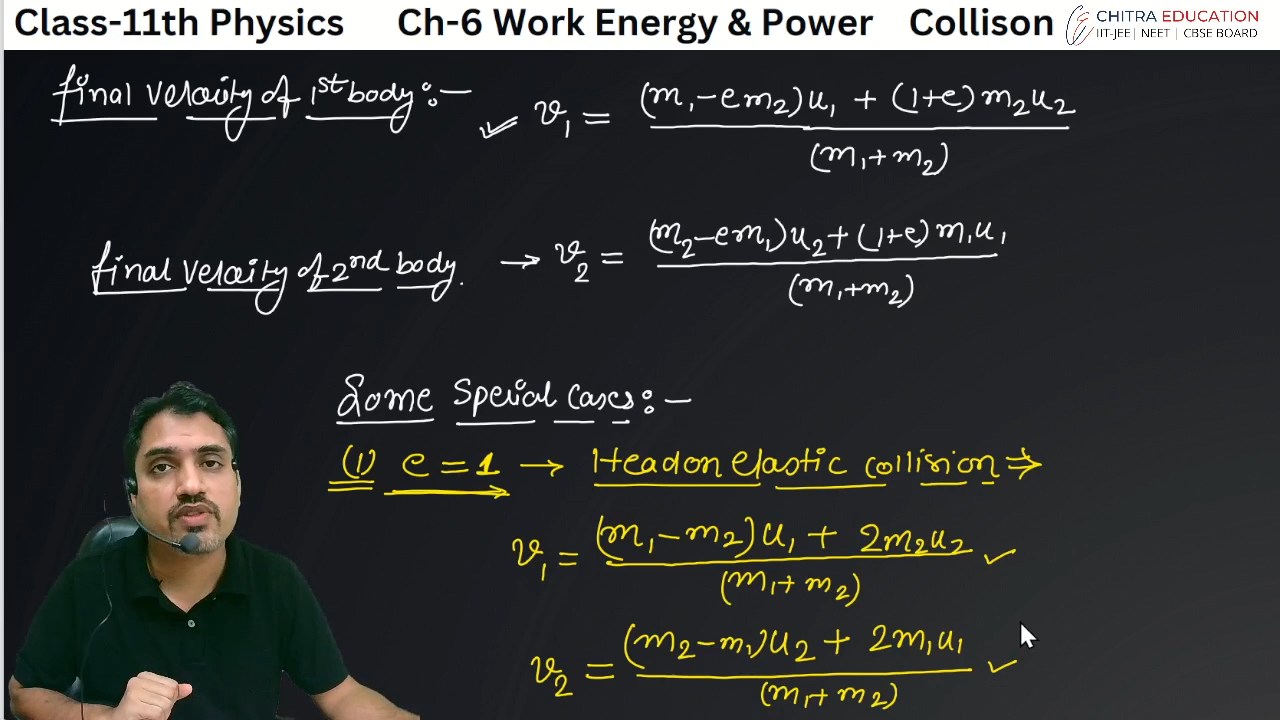 Class-11th Physics Ch-6 Work Energy & Power Collison
CHITRA EDUCATION
IIT-JEE | NEET | CBSE BOARD
final velocity of 1st body:-
✓ v₁ = (m₁-em₂)u₁ + (1+e)m₂u₂ / (m₁+m₂)
final velocity of 2nd body. → v₂ = (m₂-em₁)u₂+(1+e)m₁u₁ / (m₁+m₂)
Some Special Cases:-
(1) e = 1 → Headon elastic collision ⇒
v₁ = (m₁-m₂)u₁ + 2m₂u₂ / (m₁+m₂) ✓
v₂ = (m₂-m₁)u₂ + 2m₁u₁ / (m₁+m₂) ✓